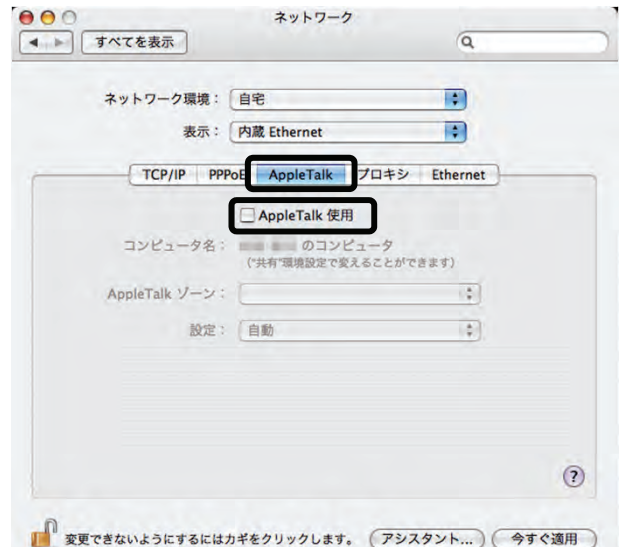 ネットワーク
すべてを表示
ネットワーク環境： 自宅
表示： 内蔵 Ethernet
TCP/IP PPPoE AppleTalk プロキシ Ethernet
AppleTalk 使用
コンピュータ名： のコンピュータ
（“共有”環境設定で変えることができます）
AppleTalk ゾーン：
設定： 自動
?
変更できないようにするにはカギをクリックします。 アシスタント... 今すぐ適用